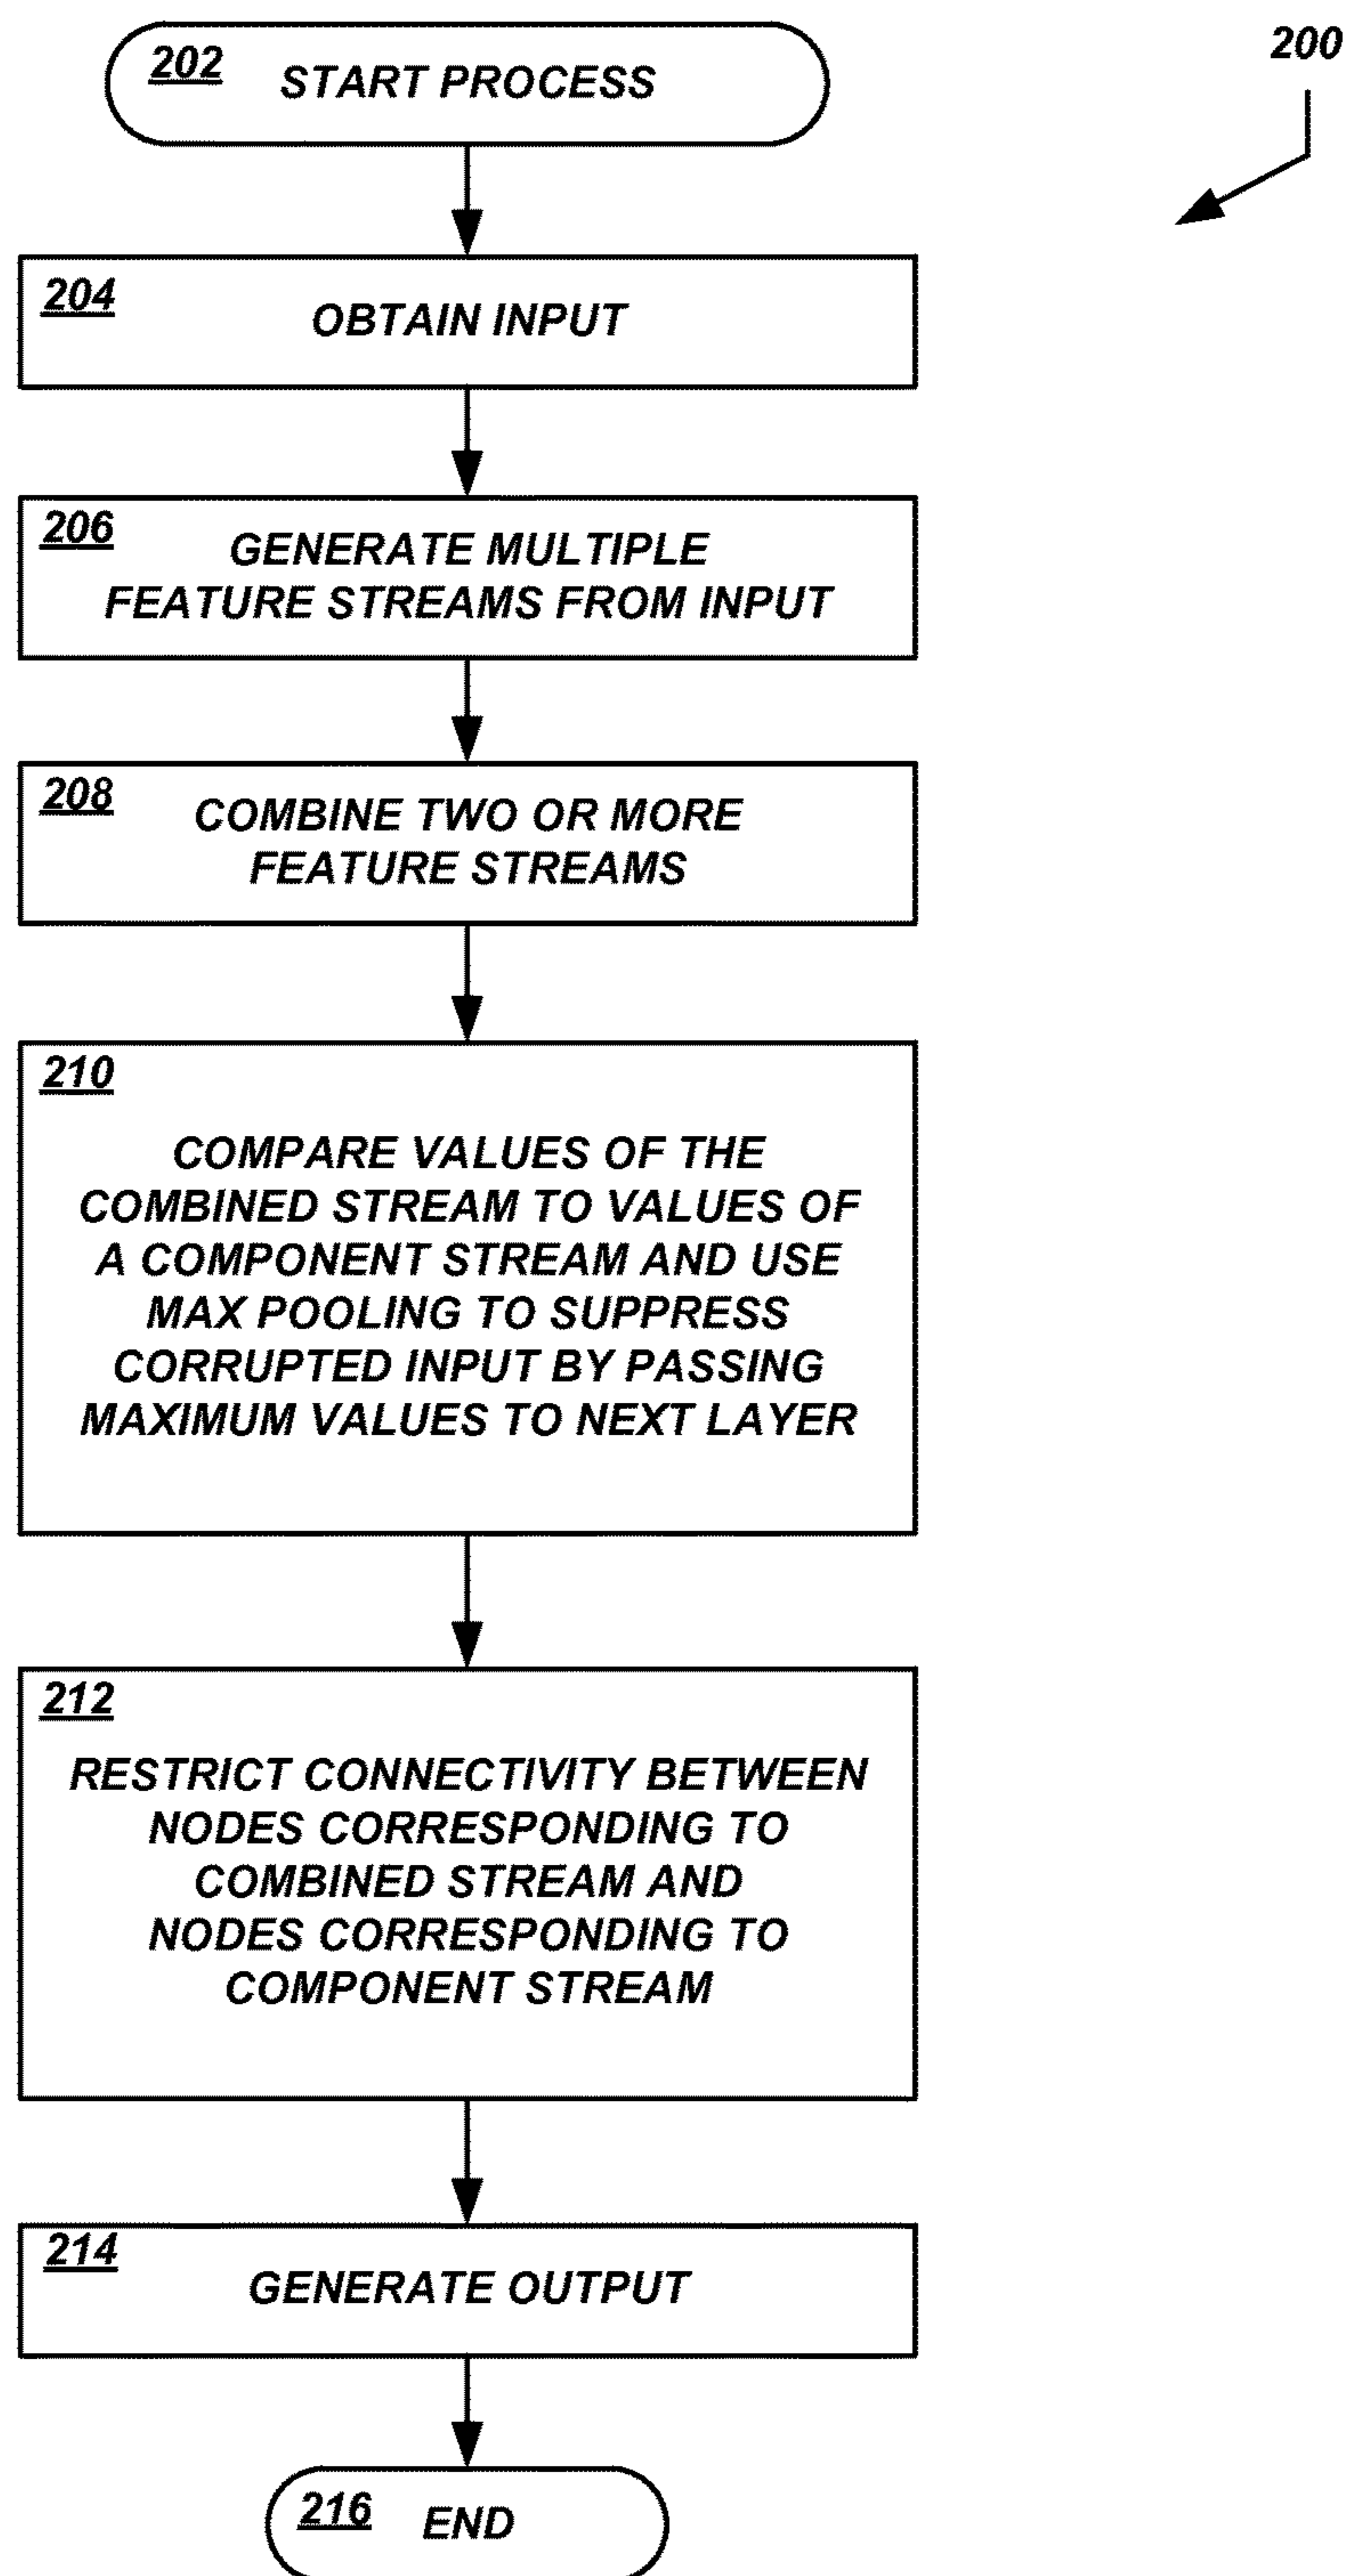 200
202 START PROCESS
204
OBTAIN INPUT
206
GENERATE MULTIPLE
FEATURE STREAMS FROM INPUT
208
COMBINE TWO OR MORE
FEATURE STREAMS
210
COMPARE VALUES OF THE
COMBINED STREAM TO VALUES OF
A COMPONENT STREAM AND USE
MAX POOLING TO SUPPRESS
CORRUPTED INPUT BY PASSING
MAXIMUM VALUES TO NEXT LAYER
212
RESTRICT CONNECTIVITY BETWEEN
NODES CORRESPONDING TO
COMBINED STREAM AND
NODES CORRESPONDING TO
COMPONENT STREAM
214
GENERATE OUTPUT
216 END